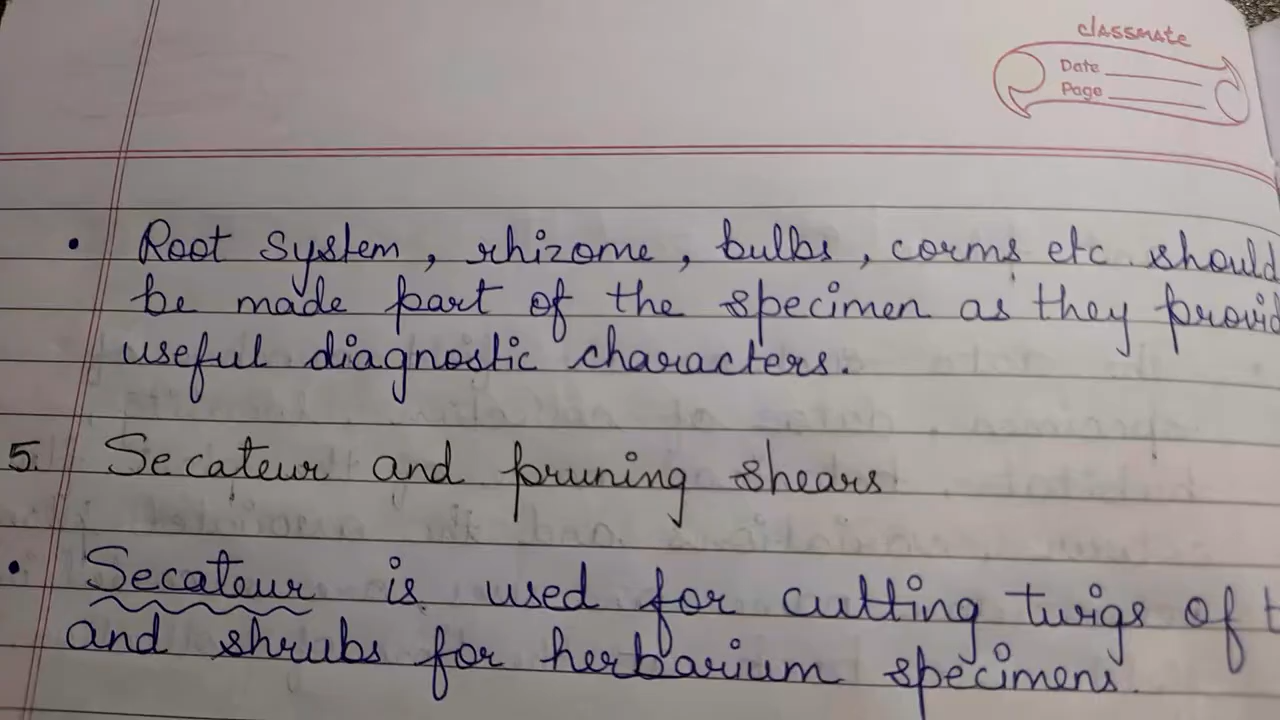 classmate
Date
Page
• Root system, rhizome, bulbs, corms etc. should
be made part of the specimen as they provid
useful diagnostic characters.
5. Secateur and pruning shears
• Secateur is used for cutting twigs of t
and shrubs for herbarium specimens.